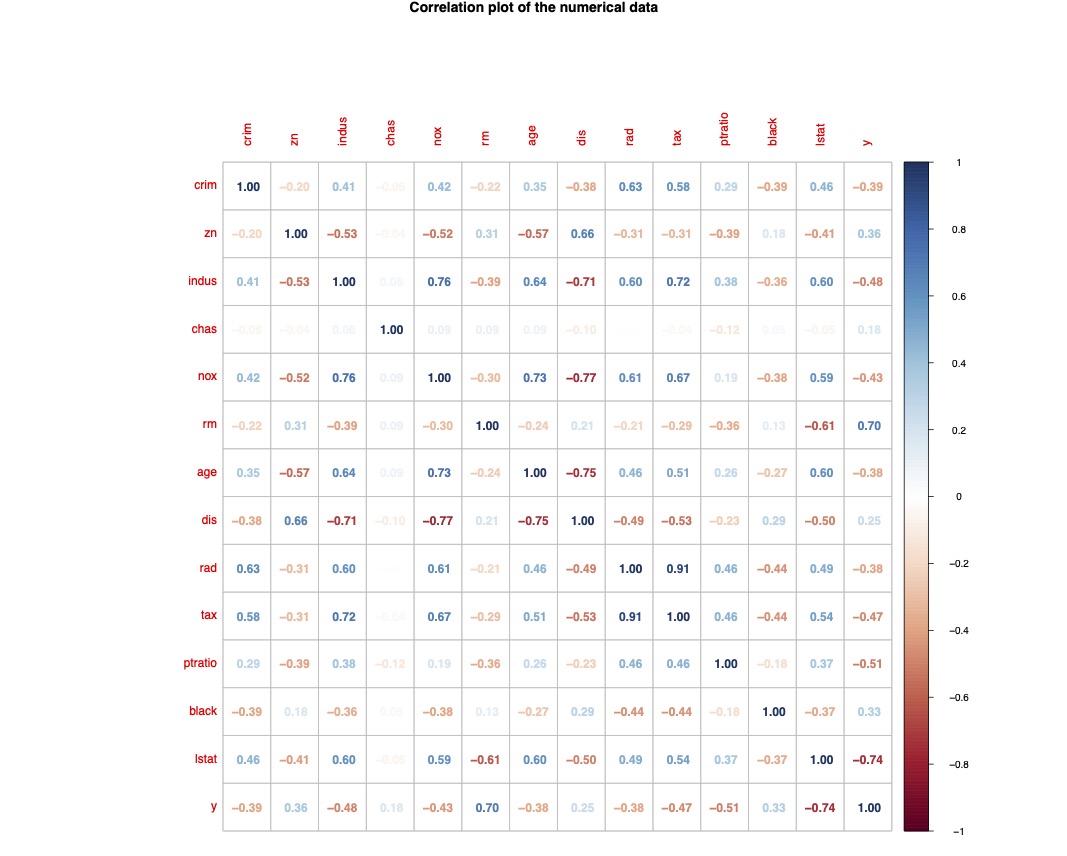 Correlation plot of the numerical data
crim zn indus chas nox rm age dis rad tax ptratio black lstat y
crim 1.00 −0.20 0.41 −0.42 −0.22 0.35 −0.38 0.63 0.58 0.29 −0.39 0.46 −0.39
zn −0.20 1.00 −0.53 −0.04 −0.52 0.31 −0.57 0.66 −0.31 −0.31 −0.39 0.18 −0.41 0.36
indus 0.41 −0.53 1.00 0.06 0.76 −0.39 0.64 −0.71 0.60 0.72 0.38 −0.36 0.60 −0.48
chas −0.04 0.06 1.00 0.09 0.09 0.09 −0.10 −0.04 −0.12 0.05 −0.05 0.18
nox 0.42 −0.52 0.76 0.09 1.00 −0.30 0.73 −0.77 0.61 0.67 0.19 −0.38 0.59 −0.43
rm −0.22 0.31 −0.39 0.09 −0.30 1.00 −0.24 0.21 −0.21 −0.29 −0.36 0.13 −0.61 0.70
age 0.35 −0.57 0.64 0.09 0.73 −0.24 1.00 −0.75 0.46 0.51 0.26 −0.27 0.60 −0.38
dis −0.38 0.66 −0.71 −0.10 −0.77 0.21 −0.75 1.00 −0.49 −0.53 −0.23 0.29 −0.50 0.25
rad 0.63 −0.31 0.60 0.61 −0.21 0.46 −0.49 1.00 0.91 0.46 −0.44 0.49 −0.38
tax 0.58 −0.31 0.72 −0.04 0.67 −0.29 0.51 −0.53 0.91 1.00 0.46 −0.44 0.54 −0.47
ptratio 0.29 −0.39 0.38 −0.12 0.19 −0.36 0.26 −0.23 0.46 0.46 1.00 −0.18 0.37 −0.51
black −0.39 0.18 −0.36 0.05 −0.38 0.13 −0.27 0.29 −0.44 −0.44 −0.18 1.00 −0.37 0.33
lstat 0.46 −0.41 0.60 −0.05 0.59 −0.61 0.60 −0.50 0.49 0.54 0.37 −0.37 1.00 −0.74
y −0.39 0.36 −0.48 0.18 −0.43 0.70 −0.38 0.25 −0.38 −0.47 −0.51 0.33 −0.74 1.00
1
0.8
0.6
0.4
0.2
0
−0.2
−0.4
−0.6
−0.8
−1